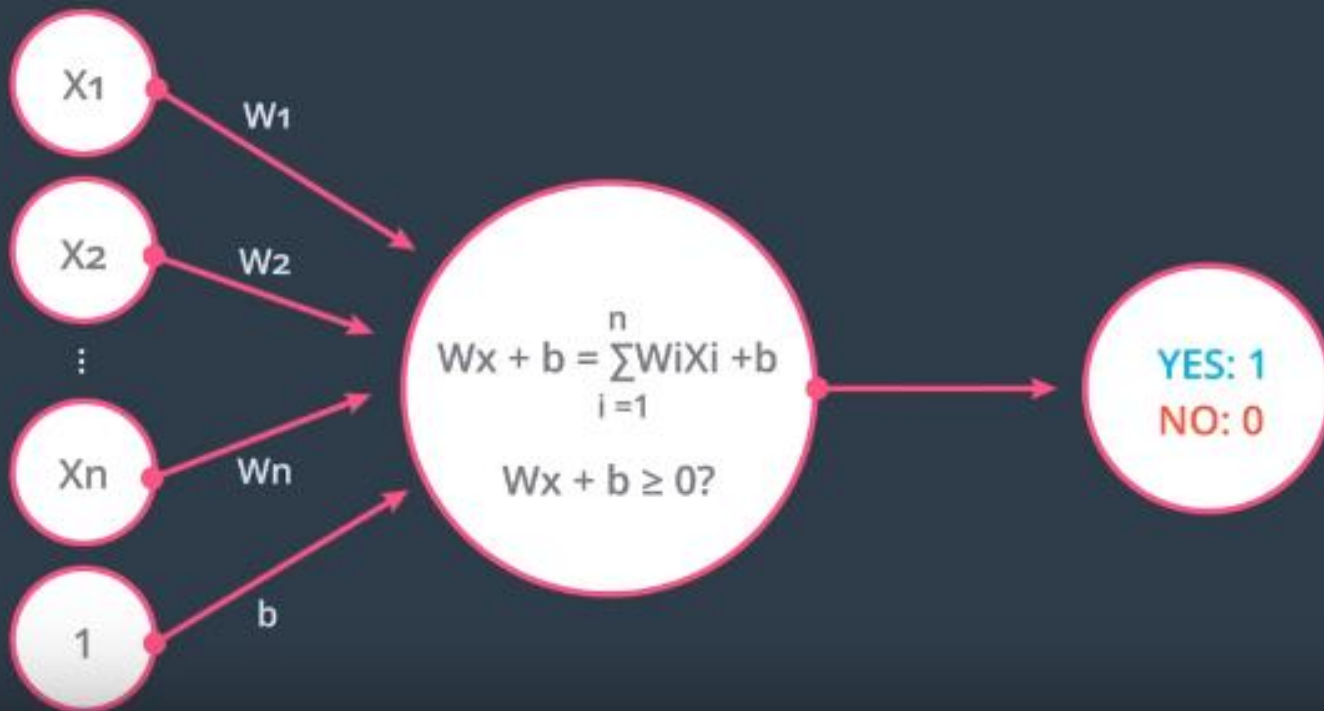 X1
W1
X2
W2
⋮
Xn
Wn
1
b
n
Wx + b = ∑WiXi +b
i =1
Wx + b ≥ 0?
YES: 1
NO: 0